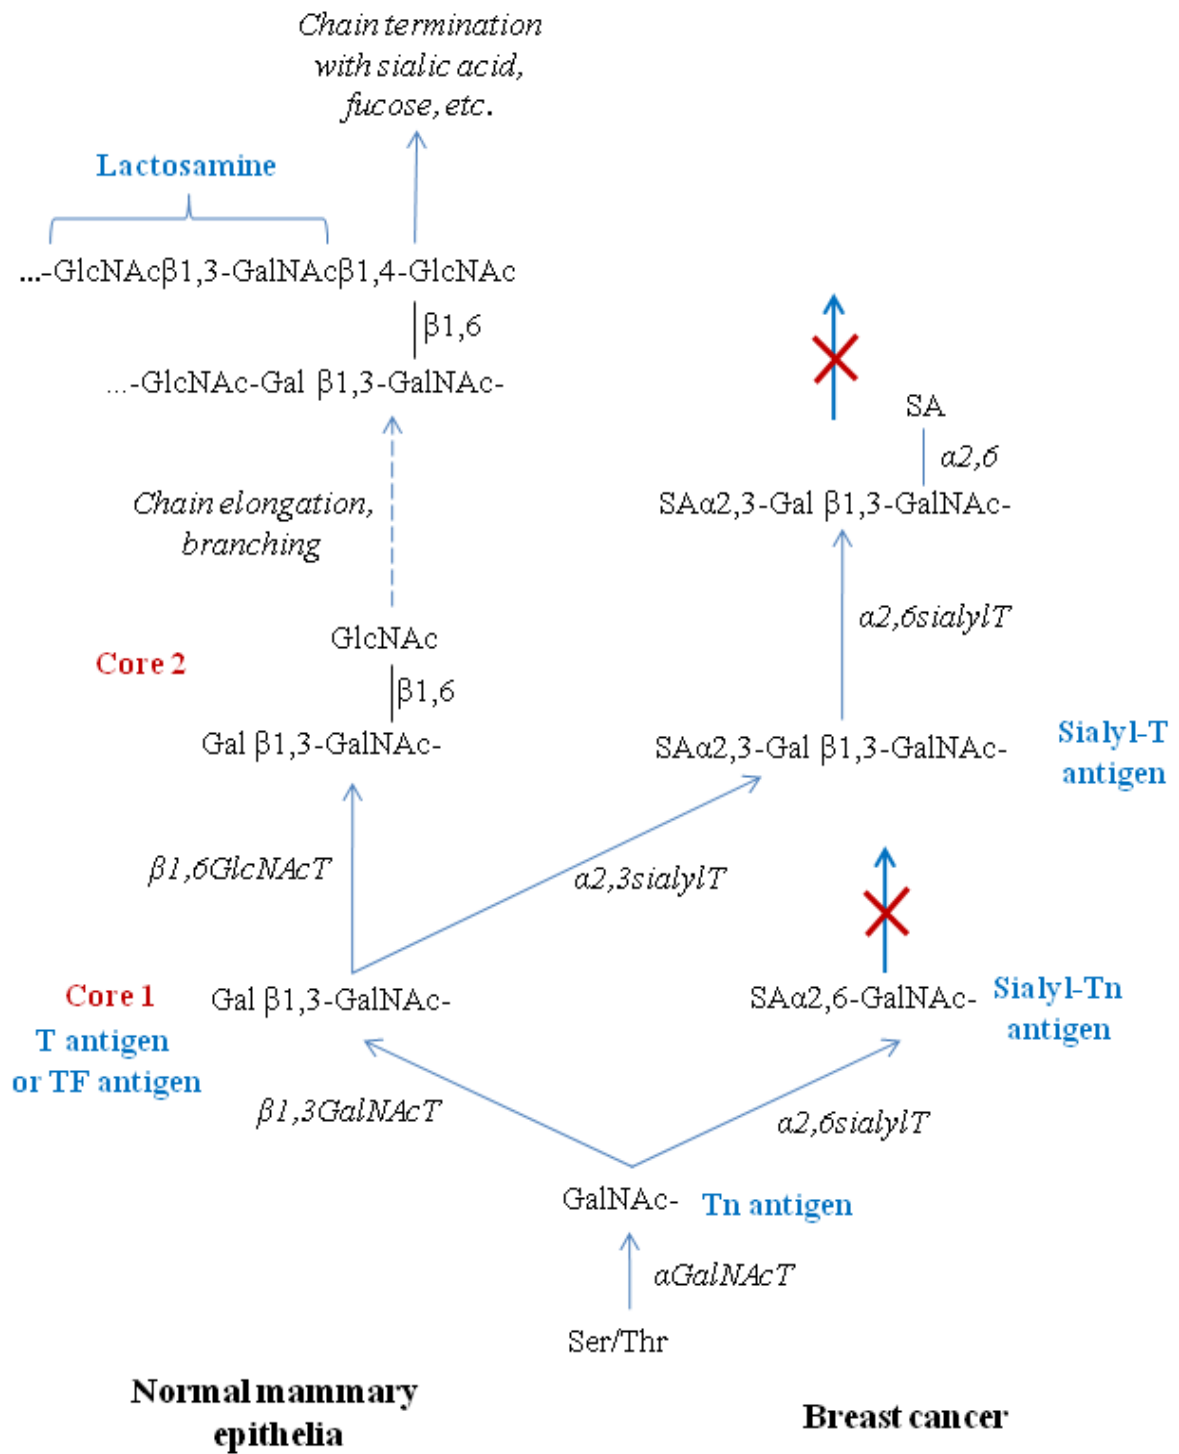 Chain termination
with sialic acid,
fucose, etc.
Lactosamine
...-GlcNAcβ1,3-GalNAcβ1,4-GlcNAc
β1,6
...-GlcNAc-Gal β1,3-GalNAc-
SA
α2,6
SAα2,3-Gal β1,3-GalNAc-
Chain elongation,
branching
α2,6sialylT
GlcNAc
Core 2
β1,6
Gal β1,3-GalNAc-
SAα2,3-Gal β1,3-GalNAc-
Sialyl-T
antigen
β1,6GlcNAcT
α2,3sialylT
Core 1
T antigen
or TF antigen
Gal β1,3-GalNAc-
SAα2,6-GalNAc-
Sialyl-Tn
antigen
β1,3GalNAcT
α2,6sialylT
GalNAc-
Tn antigen
αGalNAcT
Ser/Thr
Normal mammary
epithelia
Breast cancer